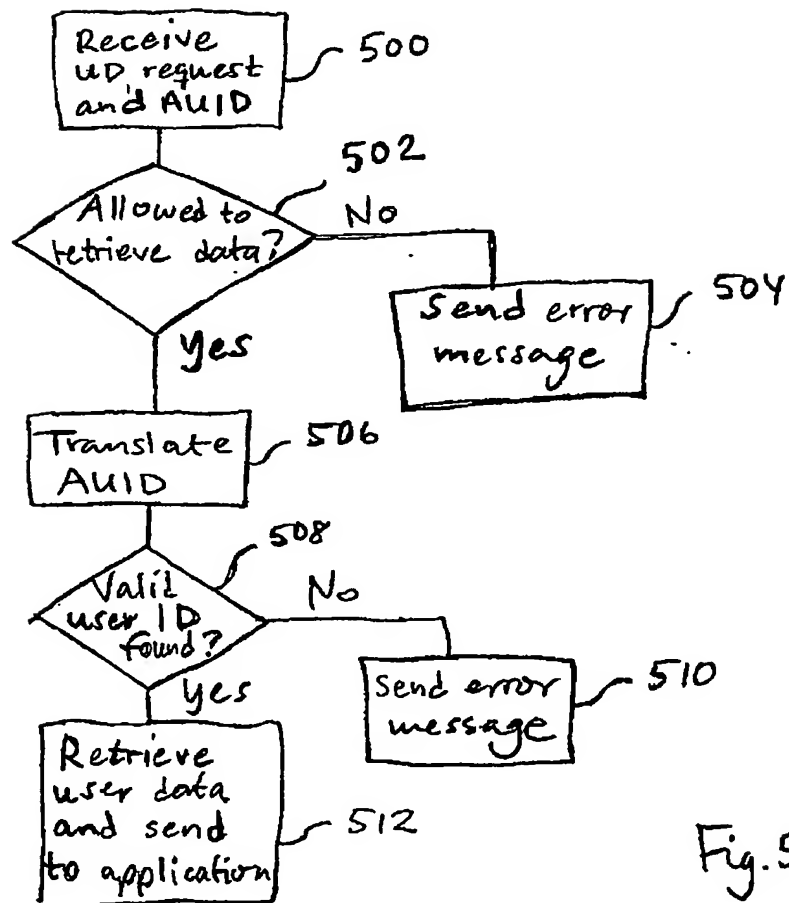 Receive
UD request
and AUID
500
502
Allowed to
retrieve data?
No
Send error
message
504
Yes
Translate
AUID
506
508
Valid
user ID
found?
No
Send error
message
510
Yes
Retrieve
user data
and send
to application
512
Fig. 5